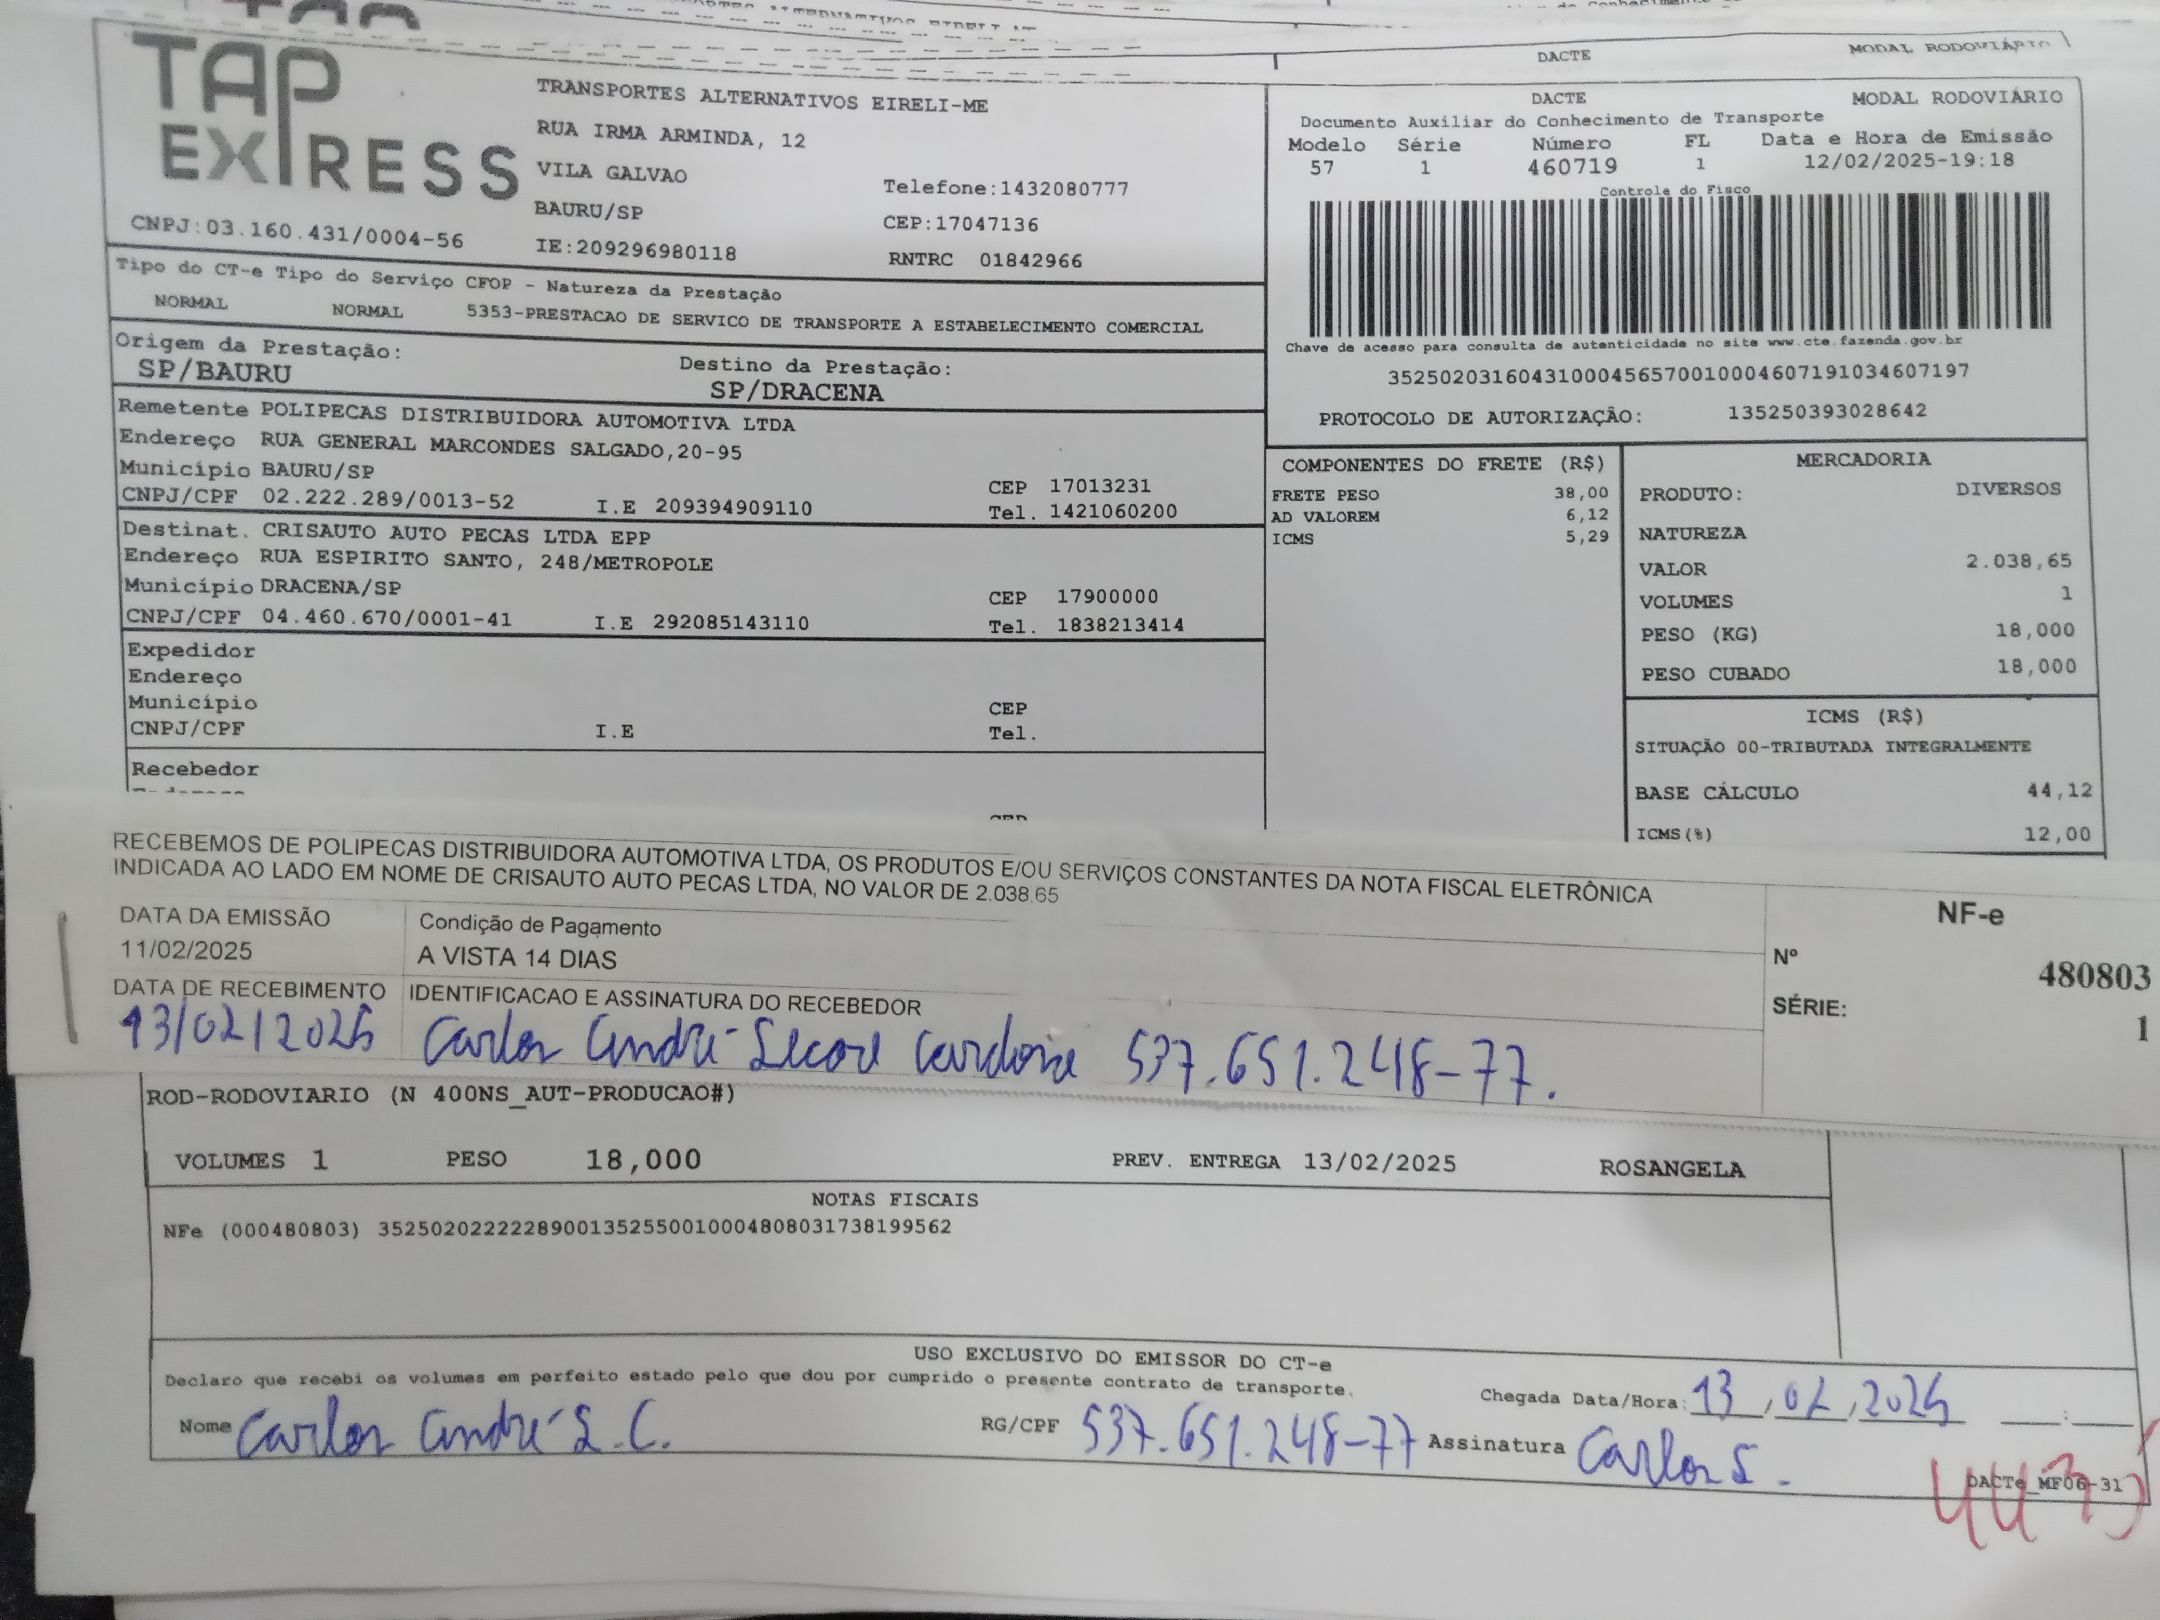 TAP
EXPRESS
TRANSPORTES ALTERNATIVOS EIRELI-ME
RUA IRMA ARMINDA, 12
VILA GALVAO
Telefone:1432080777
BAURU/SP
CEP:17047136
CNPJ:03.160.431/0004-56
IE:209296980118
RNTRC 01842966
DACTE MODAL RODOVIÁRIO
DACTE MODAL RODOVIÁRIO
Documento Auxiliar do Conhecimento de Transporte
Modelo Série Número FL Data e Hora de Emissão
57 1 460719 1 12/02/2025-19:18
Controle do Fisco
Chave de acesso para consulta de autenticidade no site www.cte.fazenda.gov.br
35250203160431000456570010004607191034607197
PROTOCOLO DE AUTORIZAÇÃO: 135250393028642
Tipo do CT-e Tipo do Serviço CFOP - Natureza da Prestação
NORMAL NORMAL 5353-PRESTACAO DE SERVICO DE TRANSPORTE A ESTABELECIMENTO COMERCIAL
Origem da Prestação: Destino da Prestação:
SP/BAURU SP/DRACENA
Remetente POLIPECAS DISTRIBUIDORA AUTOMOTIVA LTDA
Endereço RUA GENERAL MARCONDES SALGADO,20-95
Município BAURU/SP CEP 17013231
CNPJ/CPF 02.222.289/0013-52 I.E 209394909110 Tel. 1421060200
Destinat. CRISAUTO AUTO PECAS LTDA EPP
Endereço RUA ESPIRITO SANTO, 248/METROPOLE
Município DRACENA/SP CEP 17900000
CNPJ/CPF 04.460.670/0001-41 I.E 292085143110 Tel. 1838213414
Expedidor
Endereço
Município CEP
CNPJ/CPF I.E Tel.
Recebedor
COMPONENTES DO FRETE (R$)
FRETE PESO 38,00
AD VALOREM 6,12
ICMS 5,29
MERCADORIA
PRODUTO: DIVERSOS
NATUREZA
VALOR 2.038,65
VOLUMES 1
PESO (KG) 18,000
PESO CUBADO 18,000
ICMS (R$)
SITUAÇÃO 00-TRIBUTADA INTEGRALMENTE
BASE CÁLCULO 44,12
ICMS(%) 12,00
RECEBEMOS DE POLIPECAS DISTRIBUIDORA AUTOMOTIVA LTDA, OS PRODUTOS E/OU SERVIÇOS CONSTANTES DA NOTA FISCAL ELETRÔNICA
INDICADA AO LADO EM NOME DE CRISAUTO AUTO PECAS LTDA, NO VALOR DE 2.038,65
DATA DA EMISSÃO Condição de Pagamento
11/02/2025 A VISTA 14 DIAS
DATA DE RECEBIMENTO IDENTIFICACAO E ASSINATURA DO RECEBEDOR
13/02/2025 Carlos André 537.651.248-77.
NF-e
Nº 480803
SÉRIE: 1
ROD-RODOVIARIO (N 400NS_AUT-PRODUCAO#)
VOLUMES 1 PESO 18,000 PREV. ENTREGA 13/02/2025 ROSANGELA
NOTAS FISCAIS
NFe (000480803) 35250202222289001352550010004808031738199562
USO EXCLUSIVO DO EMISSOR DO CT-e
Declaro que recebi os volumes em perfeito estado pelo que dou por cumprido o presente contrato de transporte.
Chegada Data/Hora: 13/02/2025 __:__
Nome Carlos André S.C. RG/CPF 537.651.248-77 Assinatura Carlos S.
DACTe_MF06-31